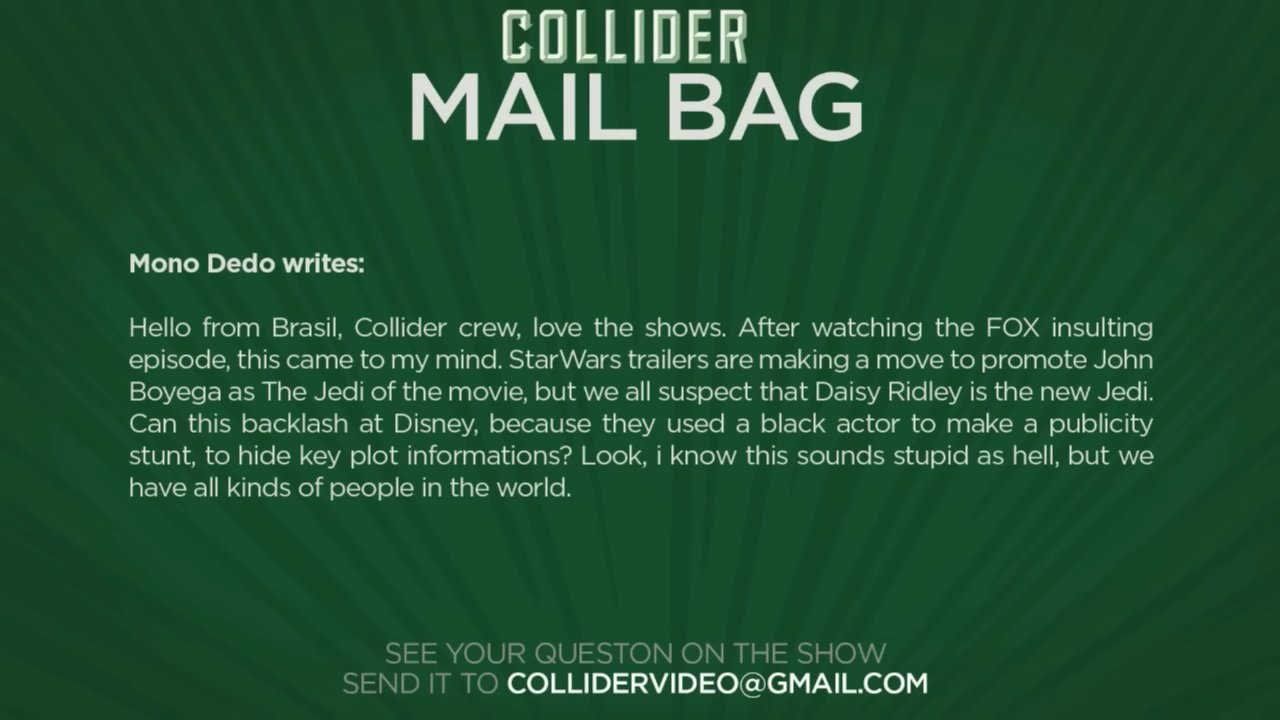 COLLIDER
MAIL BAG
Mono Dedo writes:
Hello from Brasil, Collider crew, love the shows. After watching the FOX insulting
episode, this came to my mind. StarWars trailers are making a move to promote John
Boyega as The Jedi of the movie, but we all suspect that Daisy Ridley is the new Jedi.
Can this backlash at Disney, because they used a black actor to make a publicity
stunt, to hide key plot informations? Look, i know this sounds stupid as hell, but we
have all kinds of people in the world.
SEE YOUR QUESTON ON THE SHOW
SEND IT TO COLLIDERVIDEO@GMAIL.COM